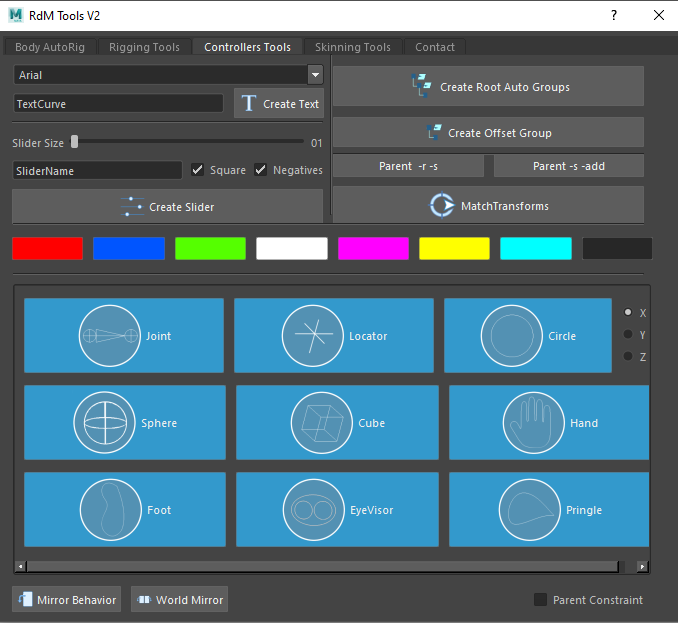 RdM Tools V2
Body AutoRig
Rigging Tools
Controllers Tools
Skinning Tools
Contact
Arial
TextCurve
Create Text
Slider Size
01
SliderName
Square
Negatives
Create Slider
Create Root Auto Groups
Create Offset Group
Parent -r -s
Parent -s -add
MatchTransforms
Joint
Locator
Circle
X
Y
Z
Sphere
Cube
Hand
Foot
EyeVisor
Pringle
Mirror Behavior
World Mirror
Parent Constraint